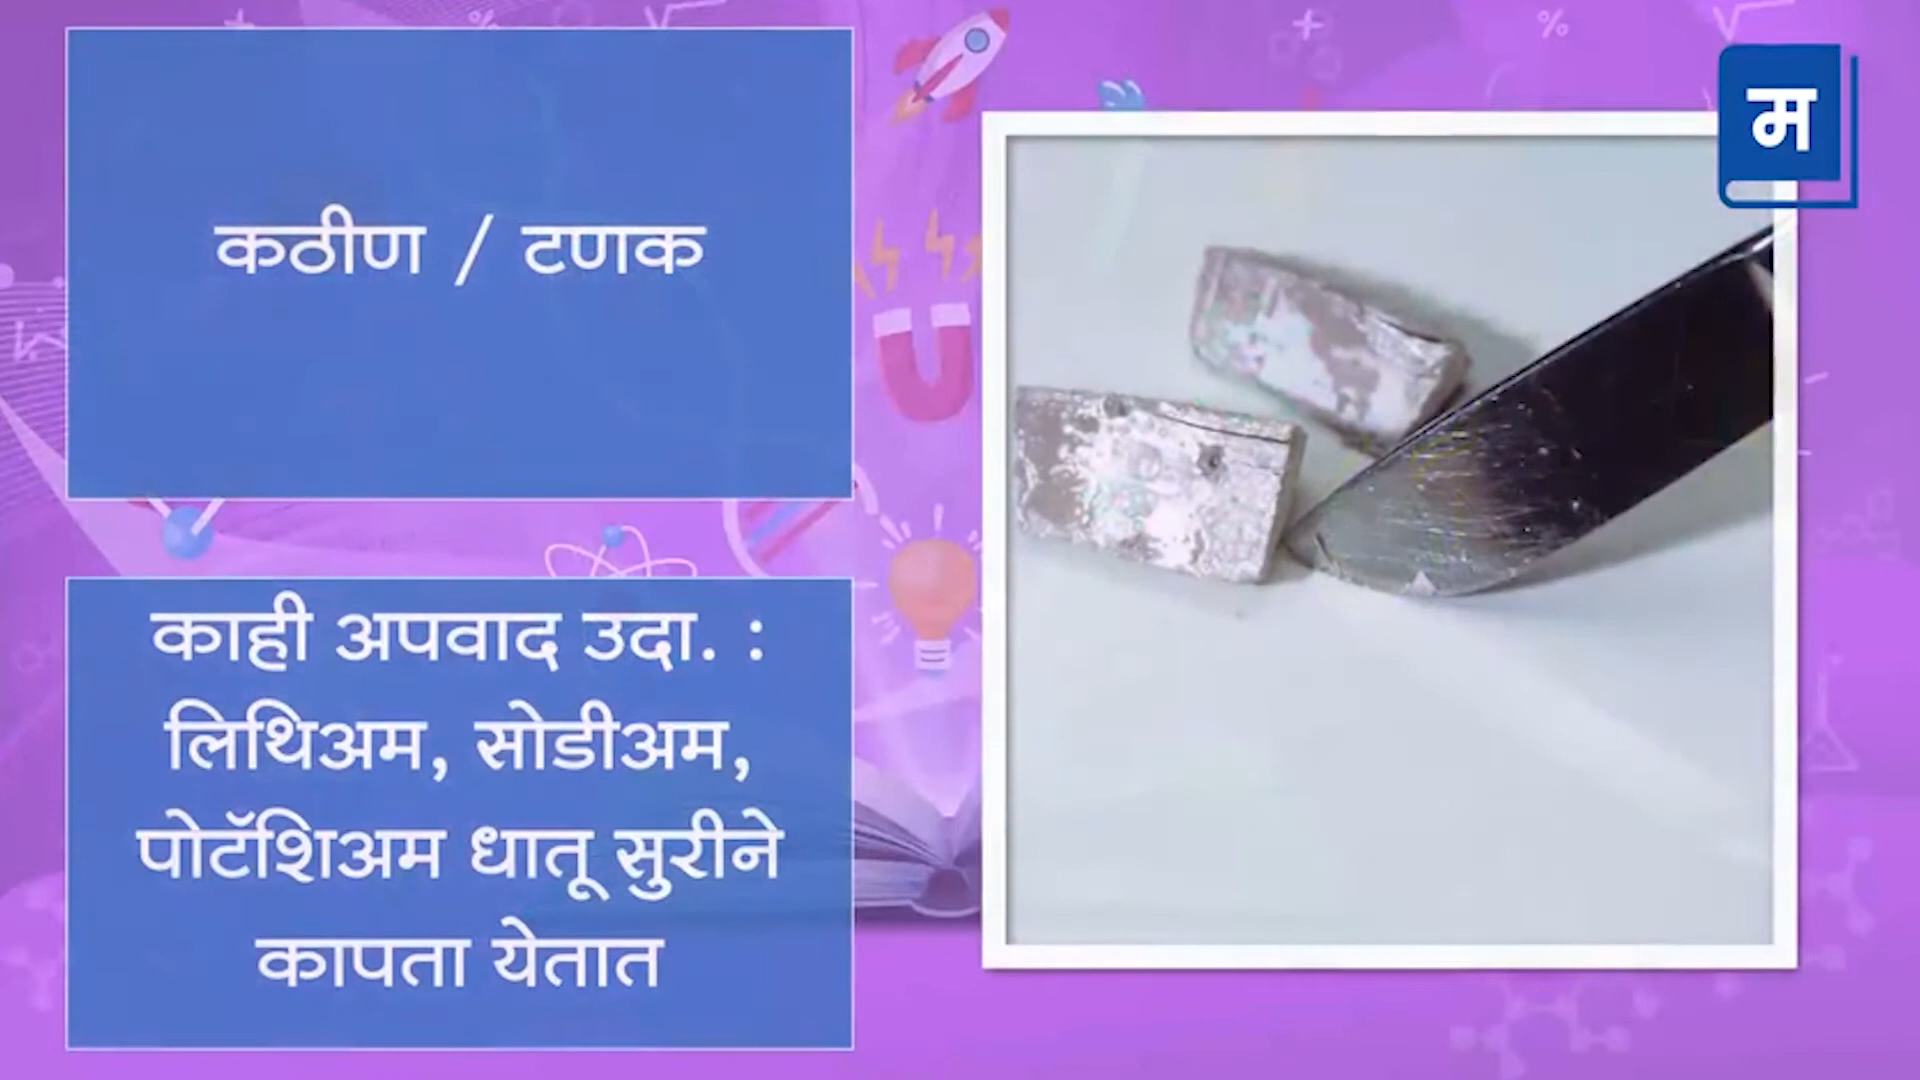 कठीण / टणक
काही अपवाद उदा. :
लिथिअम, सोडीअम,
पोटॅशिअम धातू सुरीने
कापता येतात
म